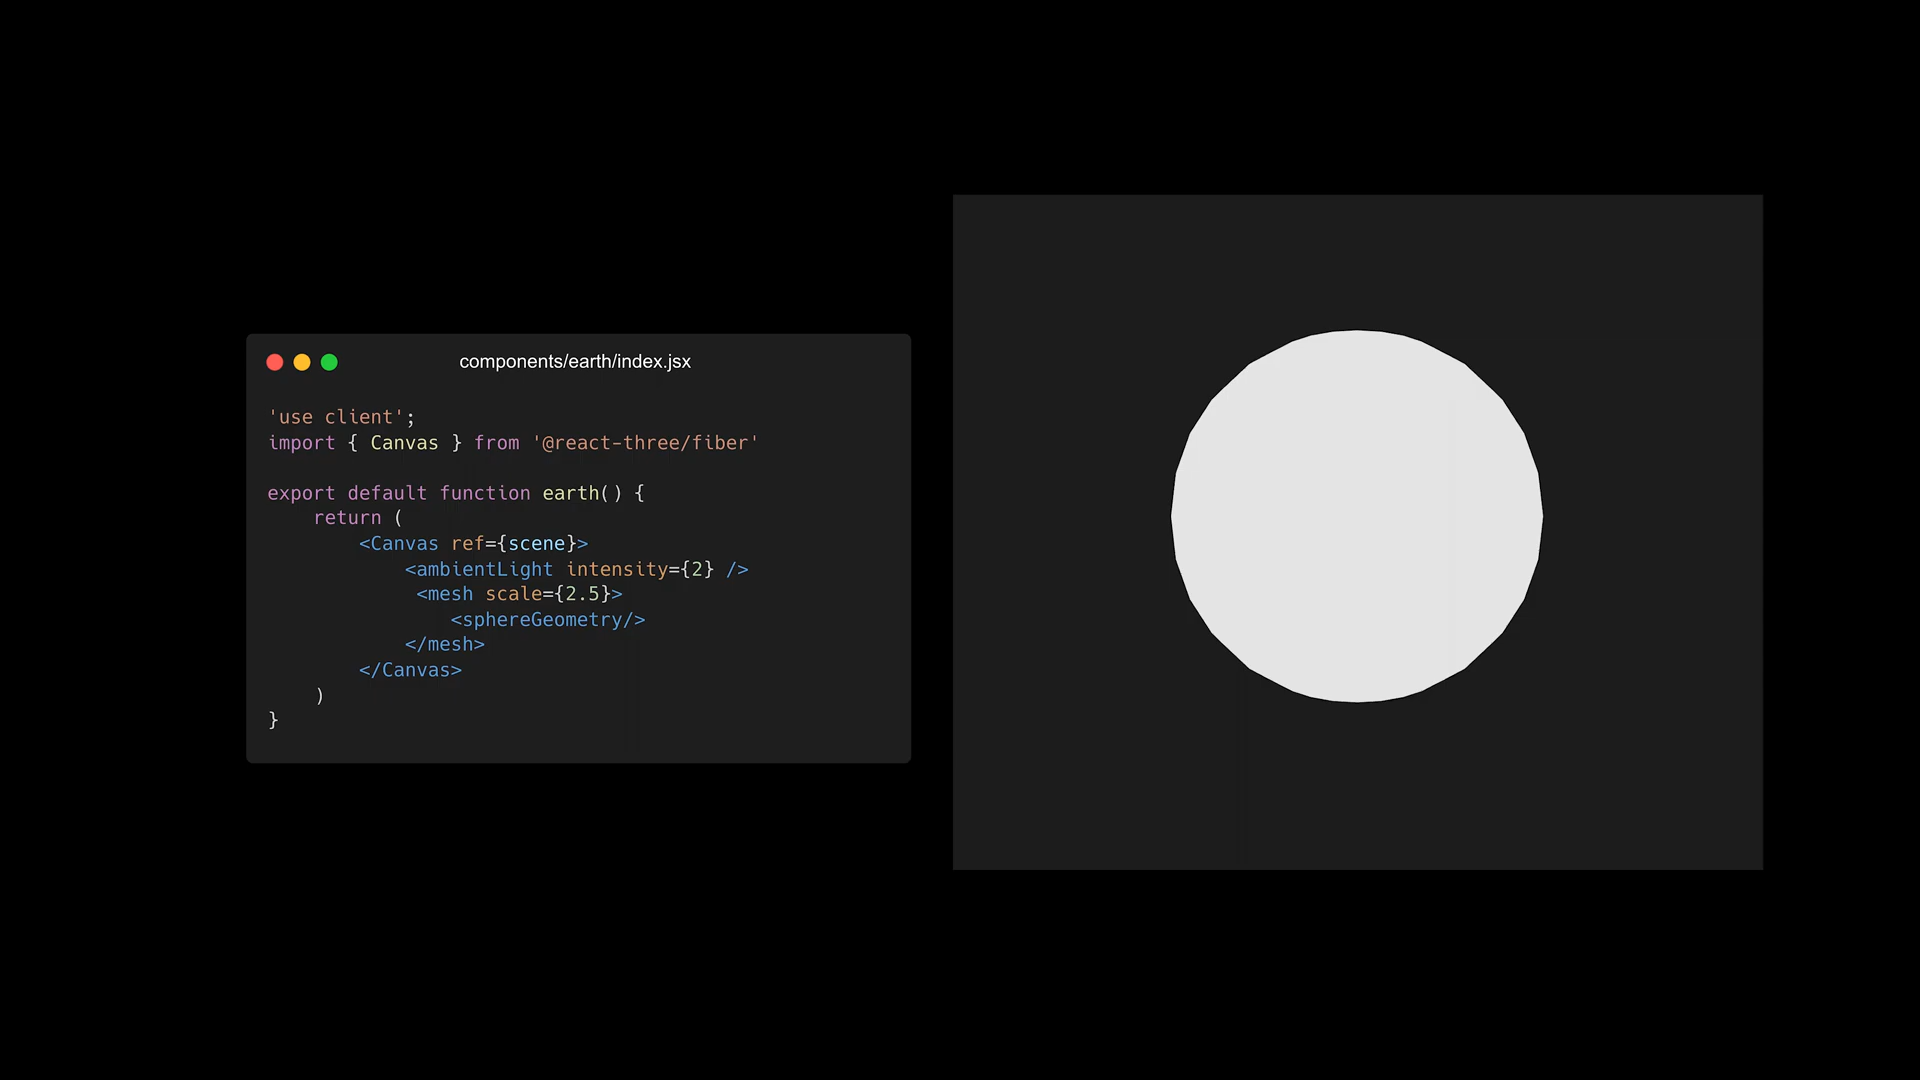 components/earth/index.jsx
'use client';
import { Canvas } from '@react-three/fiber'
export default function earth() {
    return (
        <Canvas ref={scene}>
            <ambientLight intensity={2} />
             <mesh scale={2.5}>
                <sphereGeometry/>
            </mesh>
        </Canvas>
    )
}